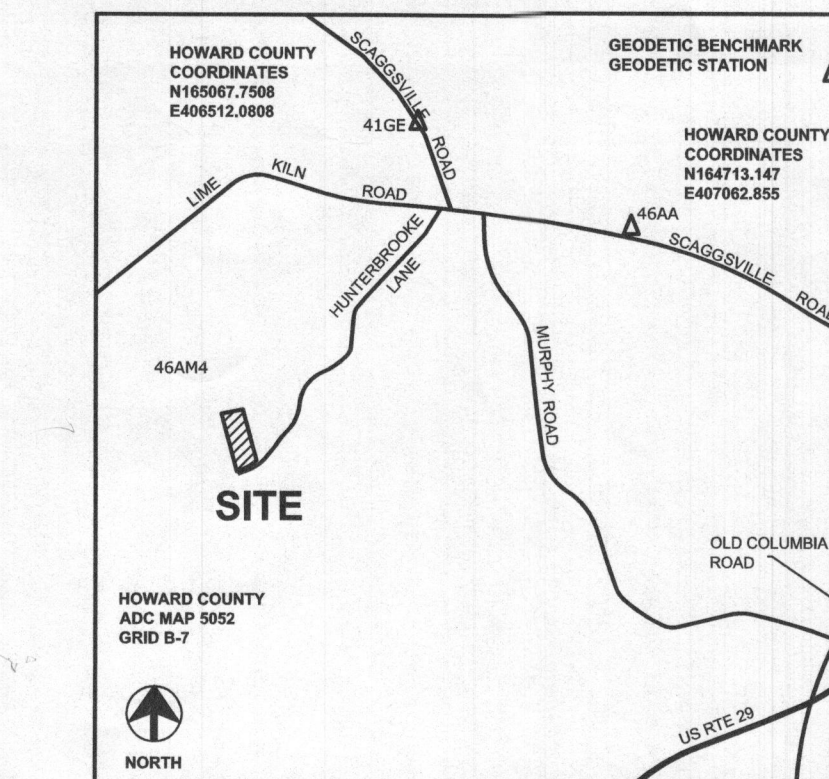 HOWARD COUNTY
COORDINATES
N165067.7508
E406512.0808
SCAGGSVILLE ROAD
41GE
GEODETIC BENCHMARK
GEODETIC STATION
HOWARD COUNTY
COORDINATES
N164713.147
E407062.855
LIME KILN ROAD
46AA
SCAGGSVILLE ROAD
HUNTERBROOKE
LANE
MURPHY ROAD
46AM4
SITE
OLD COLUMBIA
ROAD
HOWARD COUNTY
ADC MAP 5052
GRID B-7
US RTE 29
NORTH